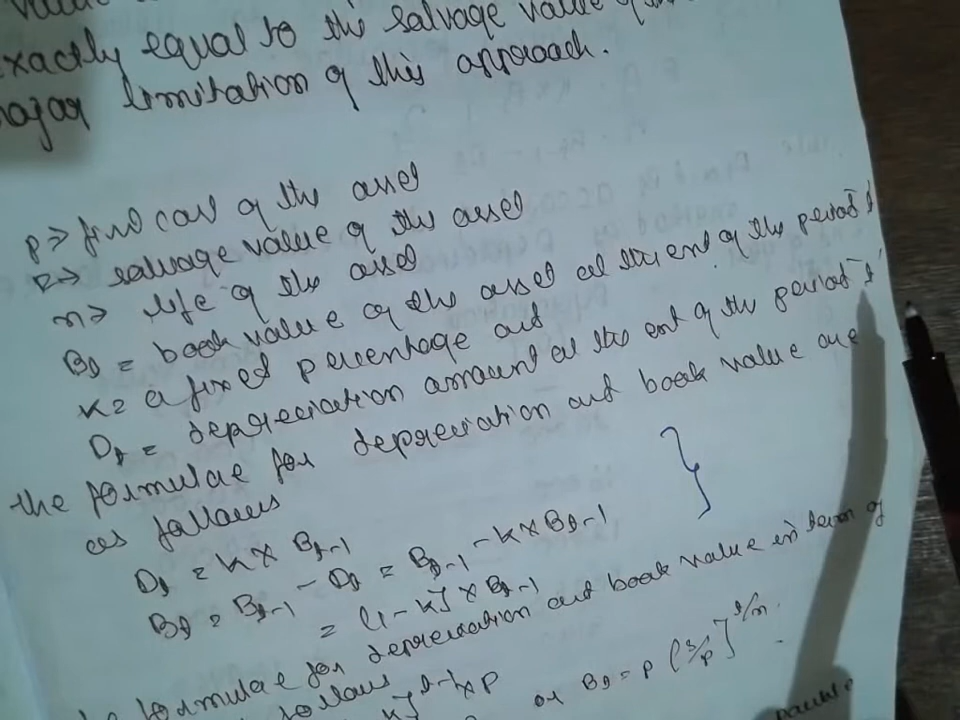 exactly equal to the salvage value
major limitation of this approach.
P → find cost of the asset
salvage value of the asset
n → life of the asset
Bt = book value of the asset at the end of the period t
K = a fixed percentage and
Dt = depreciation amount at the end of the period t
the formulae for depreciation and book value are
as follows
Dt = K × Bt-1
Bt = Bt-1 - Dt = Bt-1 - K × Bt-1
= (1 - K) × Bt-1
formulae for depreciation and book value in term of
follows
t-1 × P or Bt = P (S/P)^t/n.